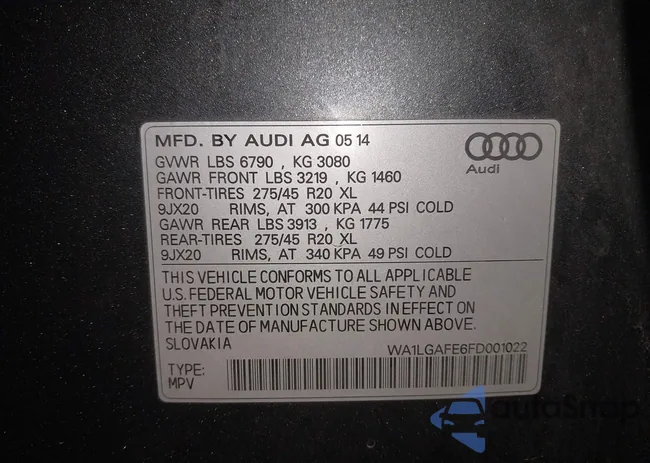 MFD. BY AUDI AG 05 14
GVWR LBS 6790 , KG 3080
GAWR FRONT LBS 3219 , KG 1460
FRONT-TIRES 275/45 R20 XL
9JX20 RIMS, AT 300 KPA 44 PSI COLD
GAWR REAR LBS 3913 , KG 1775
REAR-TIRES 275/45 R20 XL
9JX20 RIMS, AT 340 KPA 49 PSI COLD
Audi
THIS VEHICLE CONFORMS TO ALL APPLICABLE
U.S. FEDERAL MOTOR VEHICLE SAFETY AND
THEFT PREVENTION STANDARDS IN EFFECT ON
THE DATE OF MANUFACTURE SHOWN ABOVE.
SLOVAKIA
WA1LGAFE6FD001022
TYPE:
MPV
autoSnap